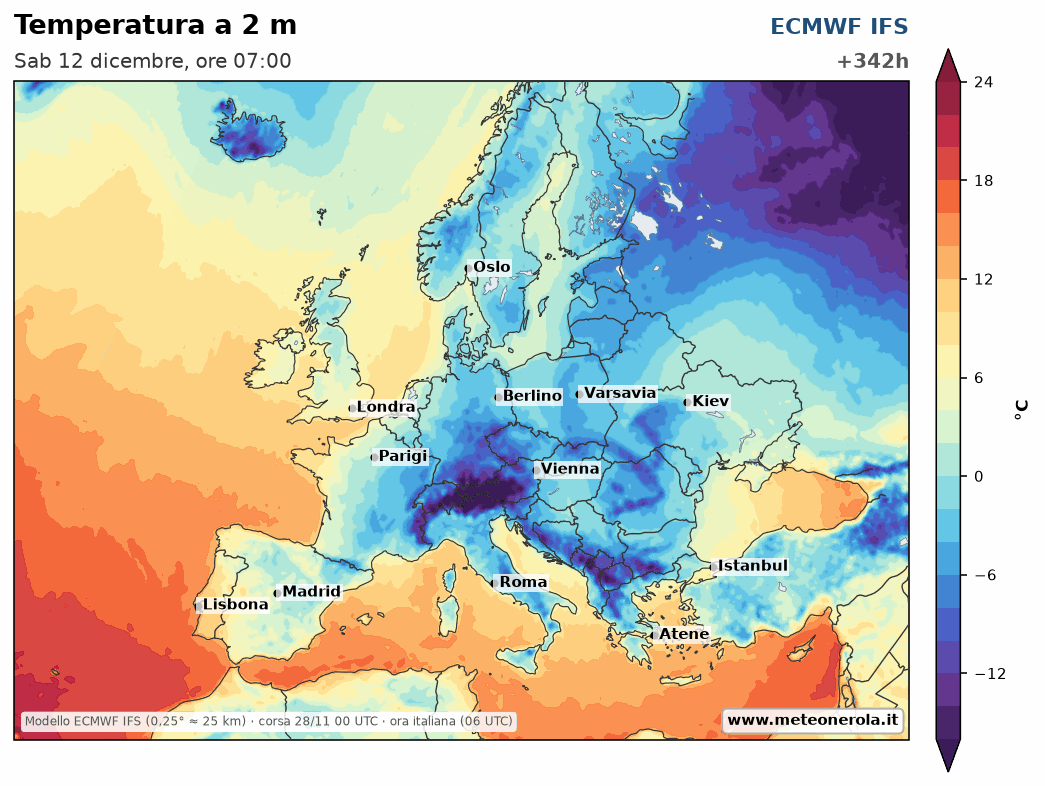 Temperatura a 2 m
ECMWF IFS
Sab 12 dicembre, ore 07:00
+342h
24
18
12
6
0
−6
−12
°C
Oslo
Berlino
Varsavia
Kiev
Londra
Parigi
Vienna
Istanbul
Roma
Madrid
Lisbona
Atene
Modello ECMWF IFS (0,25° ≈ 25 km) · corsa 28/11 00 UTC · ora italiana (06 UTC)
www.meteonerola.it